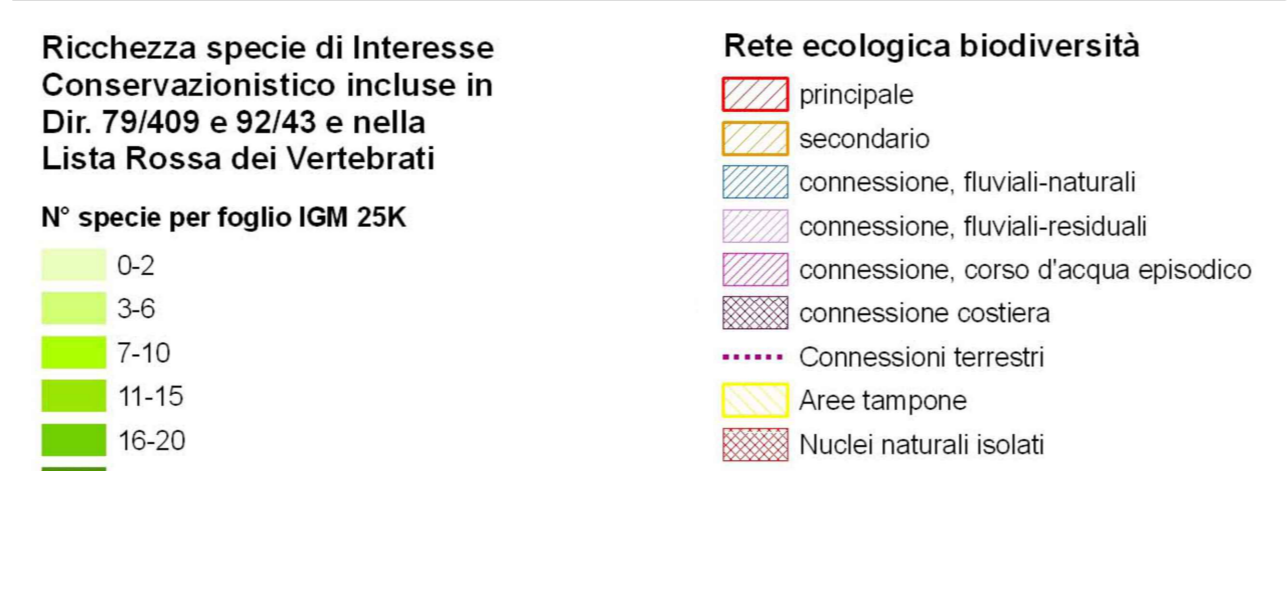 Ricchezza specie di Interesse
Conservazionistico incluse in
Dir. 79/409 e 92/43 e nella
Lista Rossa dei Vertebrati
N° specie per foglio IGM 25K
0-2
3-6
7-10
11-15
16-20
Rete ecologica biodiversità
principale
secondario
connessione, fluviali-naturali
connessione, fluviali-residuali
connessione, corso d'acqua episodico
connessione costiera
Connessioni terrestri
Aree tampone
Nuclei naturali isolati